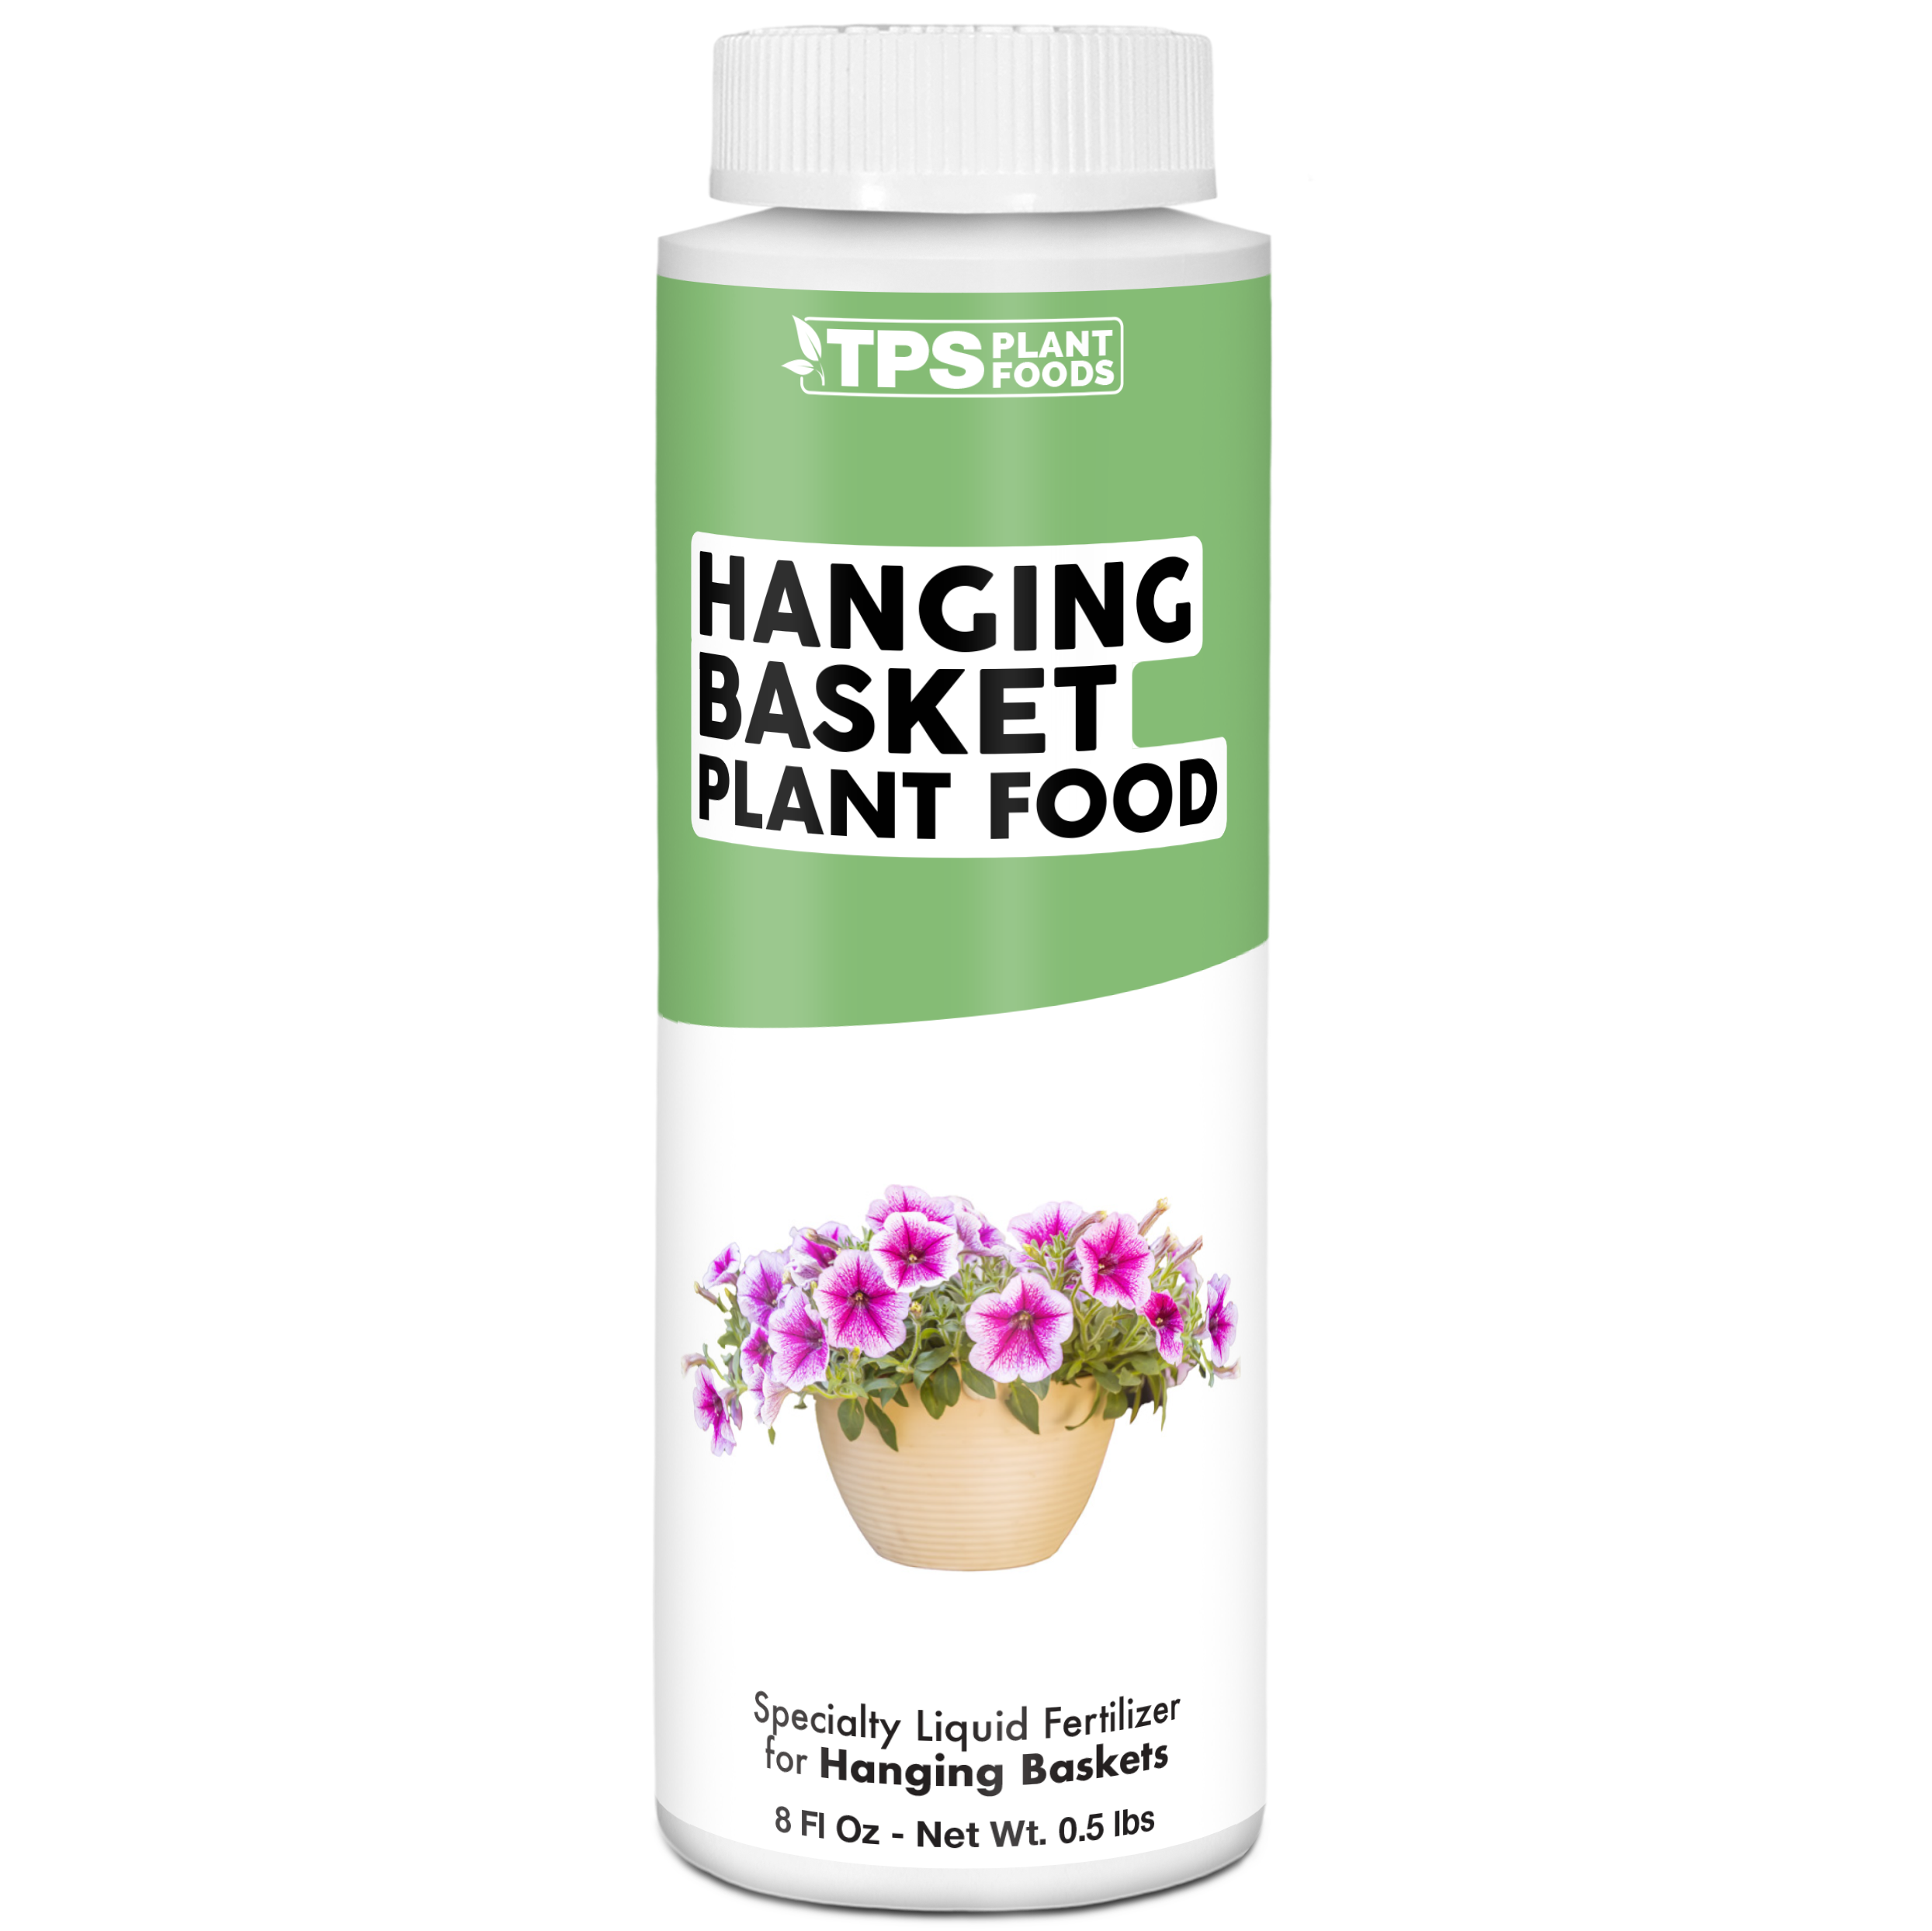 TPS PLANT FOODS
HANGING
BASKET
PLANT FOOD
Specialty Liquid Fertilizer
for Hanging Baskets
8 Fl Oz - Net Wt. 0.5 lbs